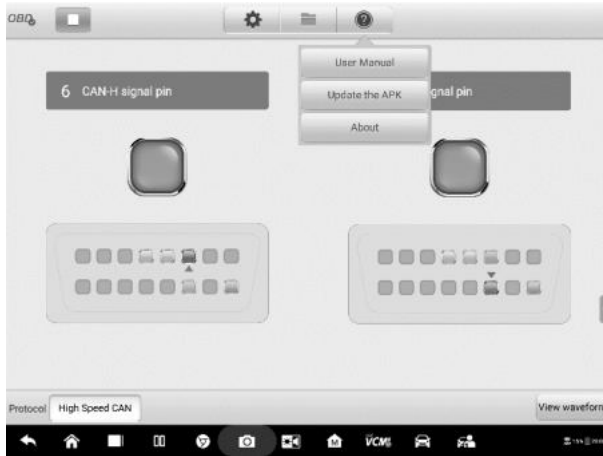 OBD
User Manual
6 CAN-H signal pin
gnal pin
Update the APK
About
Protocol
High Speed CAN
View waveform
VCMI